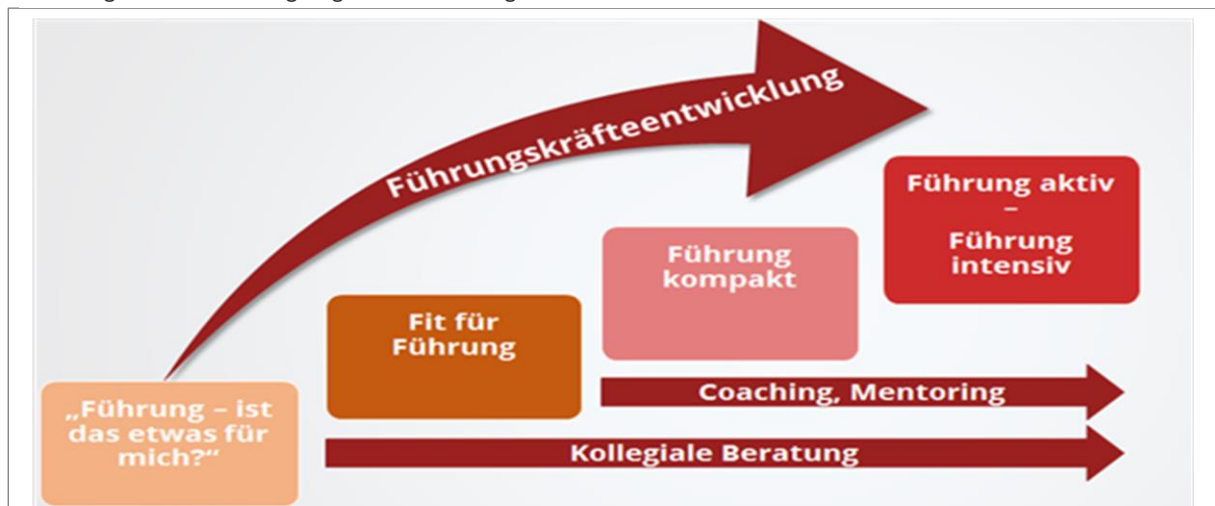 Führungskräfteentwicklung
Führung aktiv
–
Führung
intensiv
Führung
kompakt
Fit für
Führung
„Führung – ist
das etwas für
mich?“
Coaching, Mentoring
Kollegiale Beratung